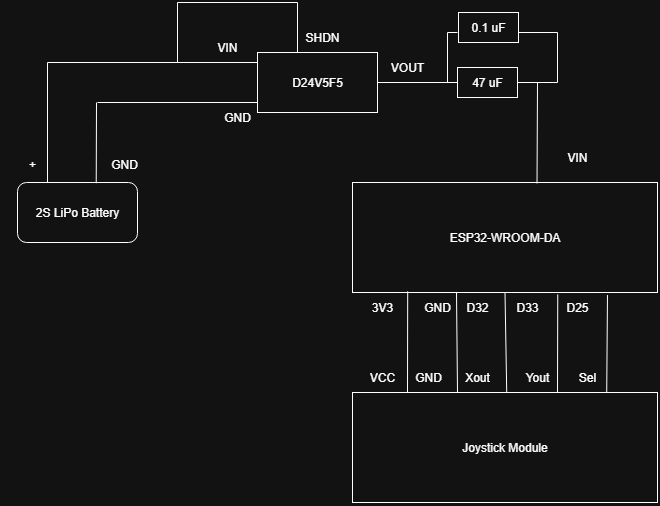 0.1 uF
SHDN
VIN
VOUT
D24V5F5
47 uF
GND
+
GND
VIN
2S LiPo Battery
ESP32-WROOM-DA
3V3 GND D32 D33 D25
VCC GND Xout Yout Sel
Joystick Module